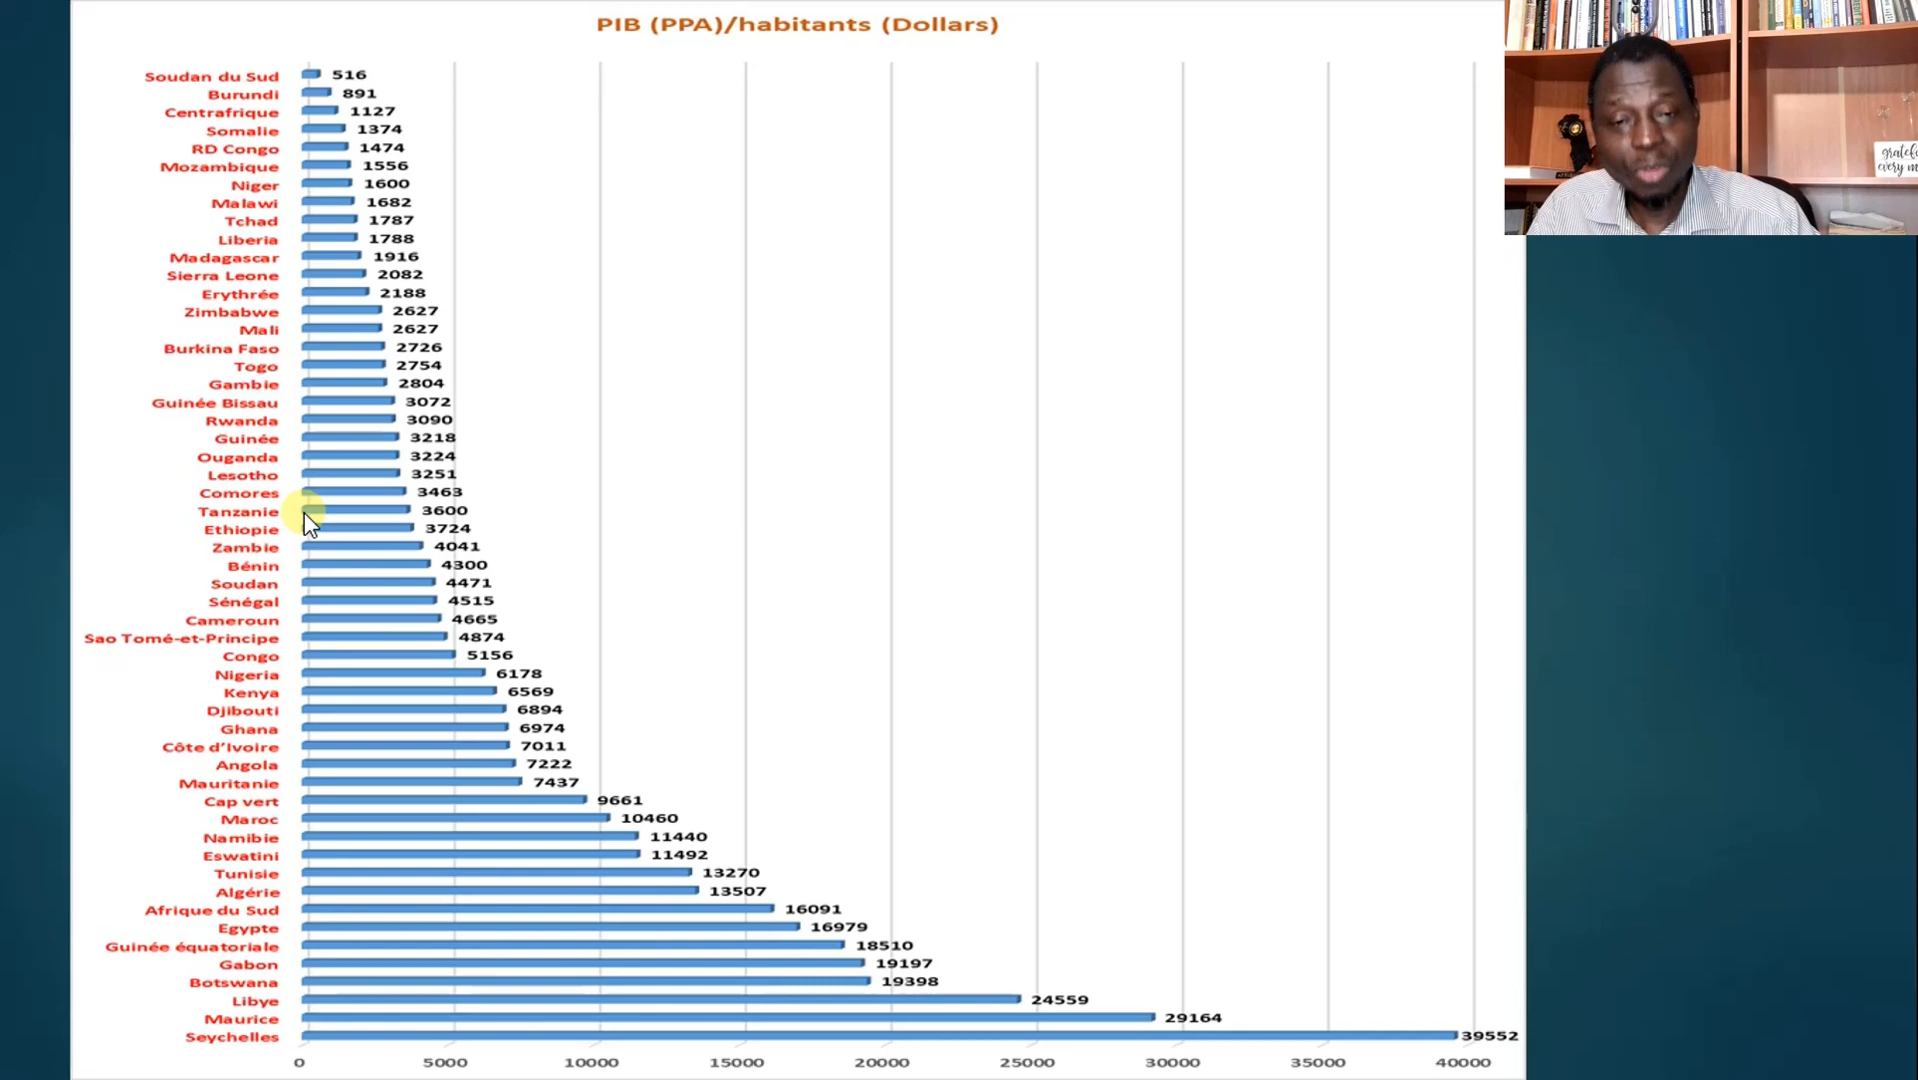 PIB (PPA)/habitants (Dollars)
Soudan du Sud 516
Burundi 891
Centrafrique 1127
Somalie 1374
RD Congo 1474
Mozambique 1556
Niger 1600
Malawi 1682
Tchad 1787
Liberia 1788
Madagascar 1916
Sierra Leone 2082
Erythrée 2188
Zimbabwe 2627
Mali 2627
Burkina Faso 2726
Togo 2754
Gambie 2804
Guinée Bissau 3072
Rwanda 3090
Guinée 3218
Ouganda 3224
Lesotho 3251
Comores 3463
Tanzanie 3600
Ethiopie 3724
Zambie 4041
Bénin 4300
Soudan 4471
Sénégal 4515
Cameroun 4665
Sao Tomé-et-Principe 4874
Congo 5156
Nigeria 6178
Kenya 6569
Djibouti 6894
Ghana 6974
Côte d'Ivoire 7011
Angola 7222
Mauritanie 7437
Cap vert 9661
Maroc 10460
Namibie 11440
Eswatini 11492
Tunisie 13270
Algérie 13507
Afrique du Sud 16091
Egypte 16979
Guinée équatoriale 18510
Gabon 19197
Botswana 19398
Libye 24559
Maurice 29164
Seychelles 39552
0 5000 10000 15000 20000 25000 30000 35000 40000
every